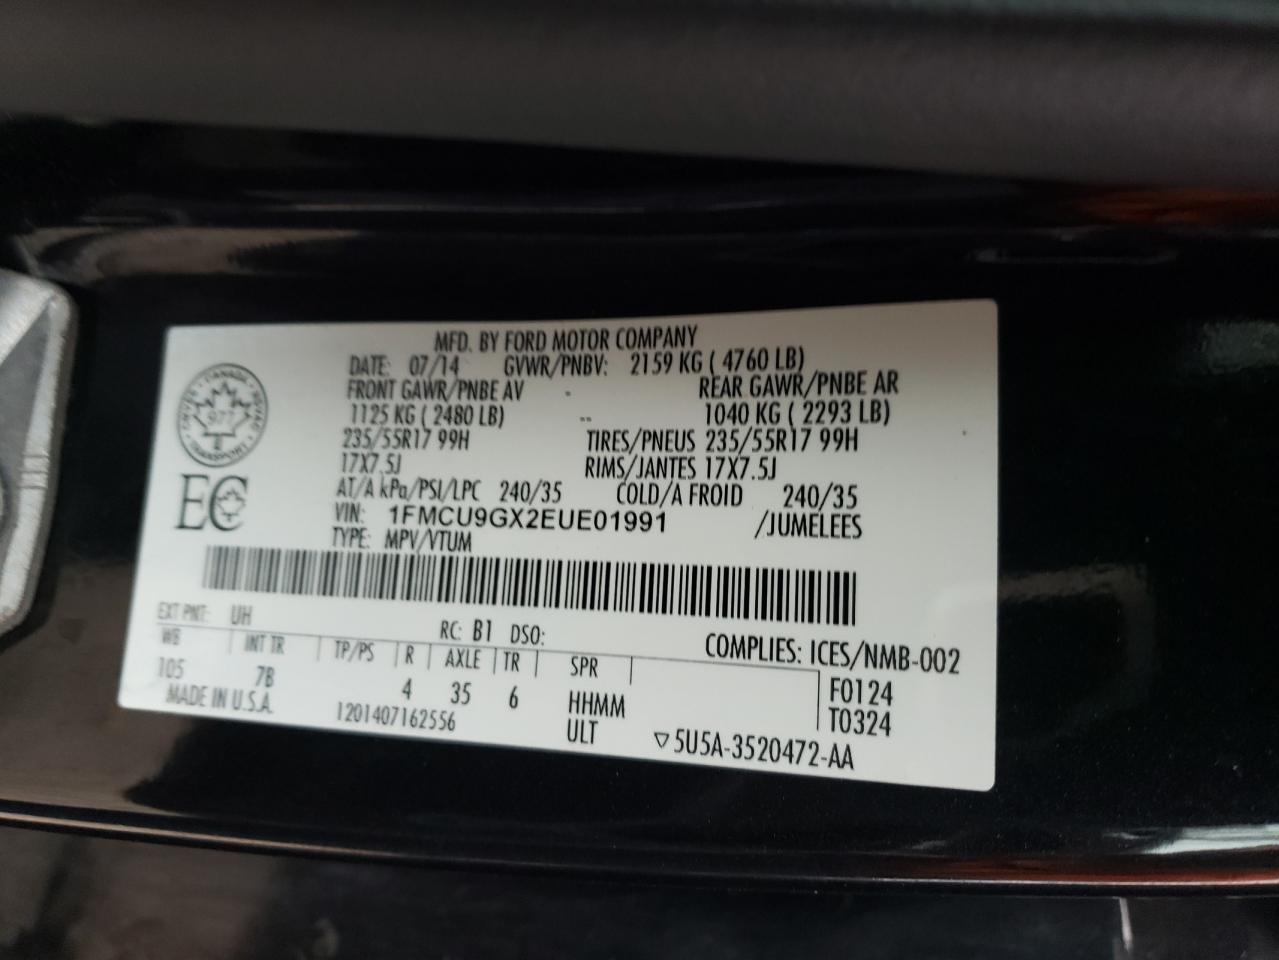 MFD. BY FORD MOTOR COMPANY
DATE: 07/14 GVWR/PNBV: 2159 KG ( 4760 LB)
FRONT GAWR/PNBE AV REAR GAWR/PNBE AR
1125 KG ( 2480 LB) 1040 KG ( 2293 LB)
235/55R17 99H TIRES/PNEUS 235/55R17 99H
17X7.5J RIMS/JANTES 17X7.5J
AT/A kPa/PSI/LPC 240/35 COLD/A FROID 240/35
VIN: 1FMCU9GX2EUE01991 /JUMELEES
TYPE: MPV/VTUM
CANADA
TRANSPORT
977
EC
EXT PNT: UH RC: B1 DSO: COMPLIES: ICES/NMB-002
WB INT TR TP/PS R AXLE TR SPR
105 7B 4 35 6 HHMM F0124
MADE IN U.S.A. 1201407162556 ULT T0324
5U5A-3520472-AA